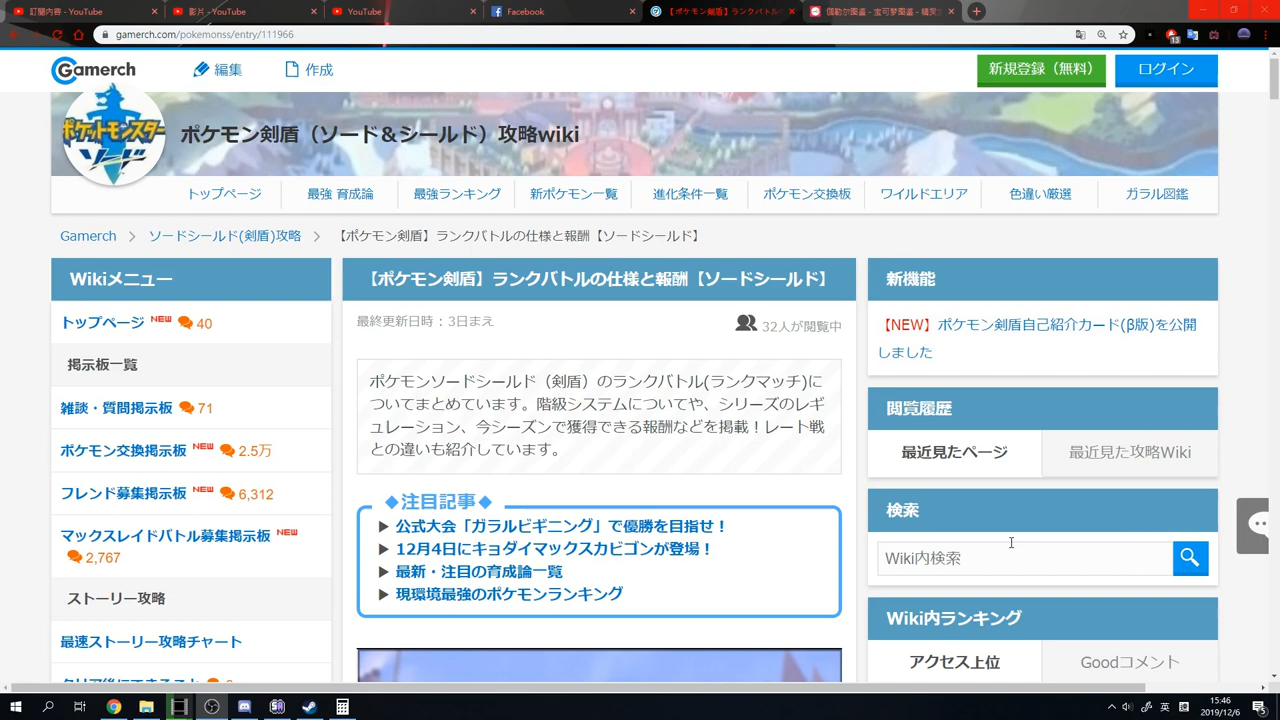 訂閱內容 - YouTube
影片 - YouTube
YouTube
Facebook
【ポケモン剣盾】ランクバトル
伽勒尔图鉴 - 宝可梦图鉴 - 精灵
gamerch.com/pokemonss/entry/111966
13
Gamerch
編集
作成
新規登録（無料）
ログイン
ポケットモンスター
ソード
ポケモン剣盾（ソード＆シールド）攻略wiki
トップページ
最強 育成論
最強ランキング
新ポケモン一覧
進化条件一覧
ポケモン交換板
ワイルドエリア
色違い厳選
ガラル図鑑
Gamerch > ソードシールド(剣盾)攻略 > 【ポケモン剣盾】ランクバトルの仕様と報酬【ソードシールド】
Wikiメニュー
トップページ NEW 40
掲示板一覧
雑談・質問掲示板 71
ポケモン交換掲示板 NEW 2.5万
フレンド募集掲示板 NEW 6,312
マックスレイドバトル募集掲示板 NEW
2,767
ストーリー攻略
最速ストーリー攻略チャート
【ポケモン剣盾】ランクバトルの仕様と報酬【ソードシールド】
最終更新日時：3日まえ
32人が閲覧中
ポケモンソードシールド（剣盾）のランクバトル(ランクマッチ)に
ついてまとめています。階級システムについてや、シリーズのレギ
ュレーション、今シーズンで獲得できる報酬などを掲載！レート戦
との違いも紹介しています。
◆注目記事◆
▶ 公式大会「ガラルビギニング」で優勝を目指せ！
▶ 12月4日にキョダイマックスカビゴンが登場！
▶ 最新・注目の育成論一覧
▶ 現環境最強のポケモンランキング
新機能
【NEW】ポケモン剣盾自己紹介カード(β版)を公開
しました
閲覧履歴
最近見たページ
最近見た攻略Wiki
検索
Wiki内検索
Wiki内ランキング
アクセス上位
Goodコメント
英
15:46
2019/12/6
5